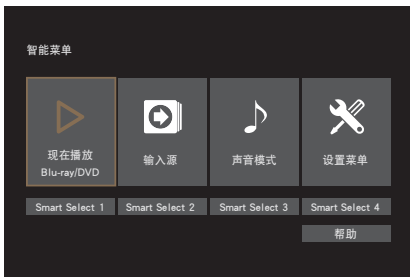 智能菜单
现在播放
Blu-ray/DVD
输入源
声音模式
设置菜单
Smart Select 1
Smart Select 2
Smart Select 3
Smart Select 4
帮助